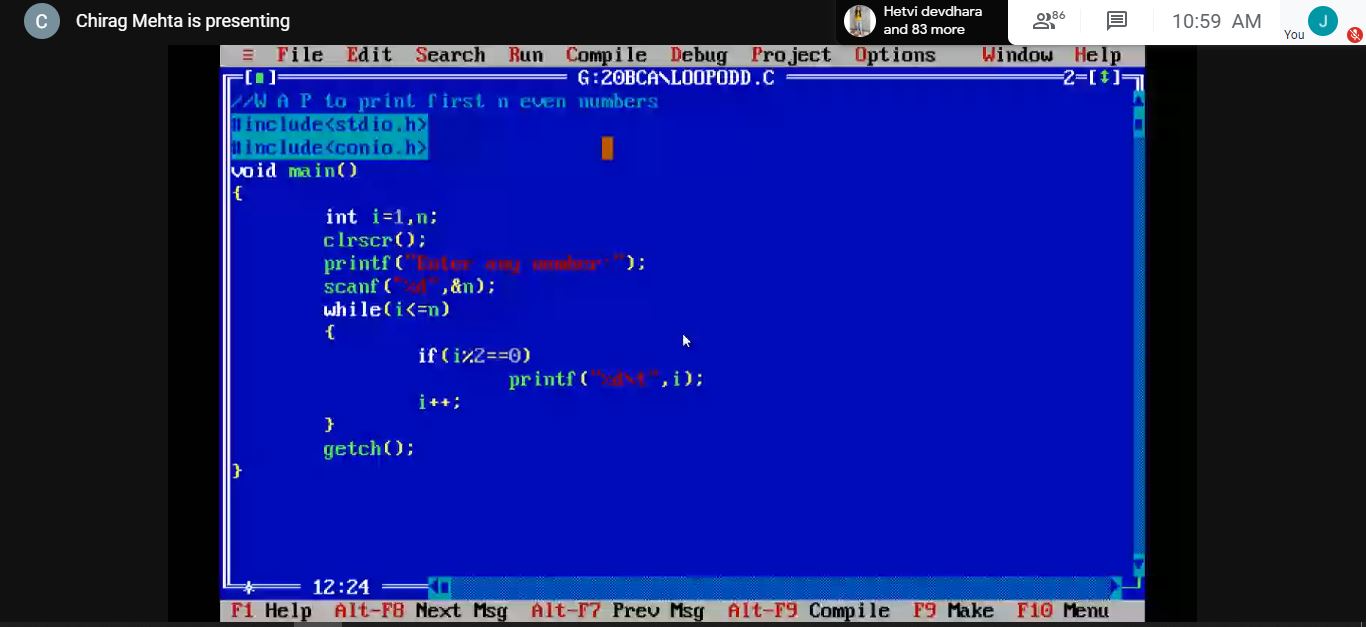 C Chirag Mehta is presenting
Hetvi devdhara
and 83 more
86
10:59 AM
You
J
≡ File Edit Search Run Compile Debug Project Options Window Help
[■] G:20BCA\LOOPODD.C 2=[↕]
//W A P to print first n even numbers
#include<stdio.h>
#include<conio.h>
void main()
{
int i=1,n;
clrscr();
printf("Enter any number:");
scanf("%d",&n);
while(i<=n)
{
if(i%2==0)
printf("%d\t",i);
i++;
}
getch();
}
* 12:24
F1 Help Alt-F8 Next Msg Alt-F7 Prev Msg Alt-F9 Compile F9 Make F10 Menu